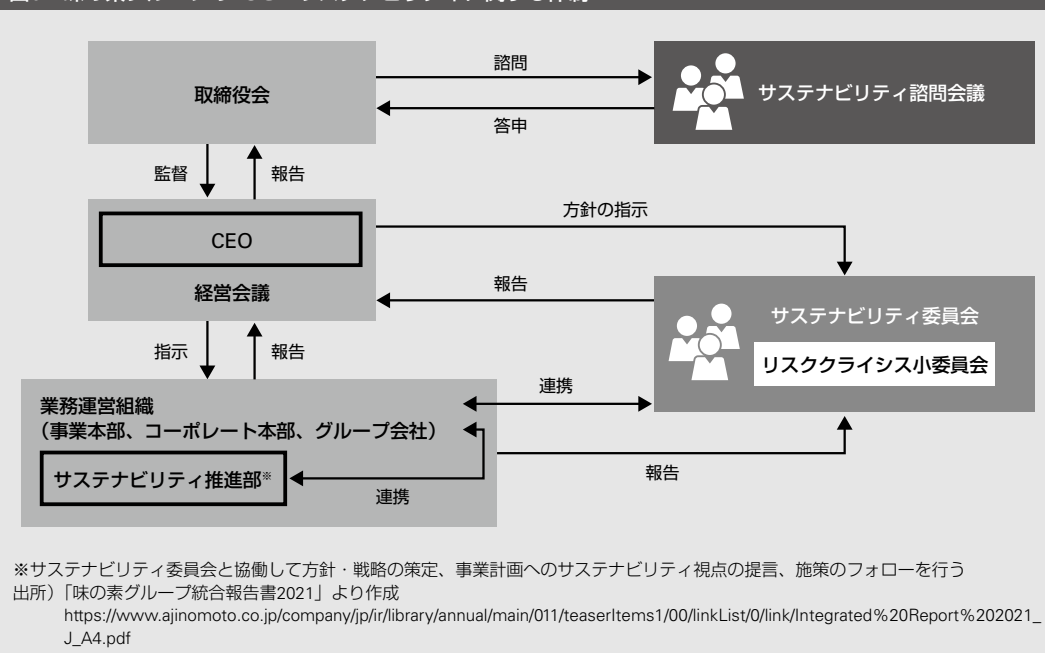 諮問
取締役会
サステナビリティ諮問会議
答申
監督
報告
方針の指示
CEO
経営会議
報告
サステナビリティ委員会
リスククライシス小委員会
指示
報告
連携
業務運営組織
（事業本部、コーポレート本部、グループ会社）
サステナビリティ推進部※
連携
報告
※サステナビリティ委員会と協働して方針・戦略の策定、事業計画へのサステナビリティ視点の提言、施策のフォローを行う
出所）「味の素グループ統合報告書2021」より作成
https://www.ajinomoto.co.jp/company/jp/ir/library/annual/main/011/teaserItems1/00/linkList/0/link/Integrated%20Report%202021_
J_A4.pdf